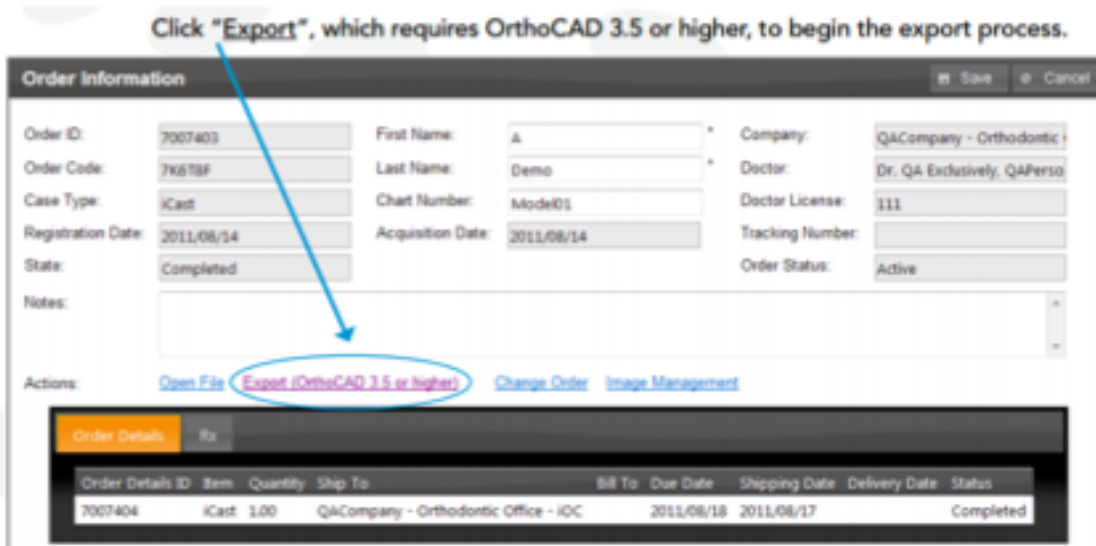 Click "Export", which requires OrthoCAD 3.5 or higher, to begin the export process.
Order Information Save Cancel
Order ID: 7007403 First Name: A * Company: QACompany - Orthodontic
Order Code: 7K6T8F Last Name: Demo * Doctor: Dr. QA Exclusively, QAPerso
Case Type: iCast Chart Number: Model01 Doctor License: 111
Registration Date: 2011/08/14 Acquisition Date: 2011/08/14 Tracking Number:
State: Completed Order Status: Active
Notes:
Actions: Open File Export (OrthoCAD 3.5 or higher) Change Order Image Management
Order Details Rx
Order Details ID Item Quantity Ship To Bill To Due Date Shipping Date Delivery Date Status
7007404 iCast 1.00 QACompany - Orthodontic Office - iOC 2011/08/18 2011/08/17 Completed